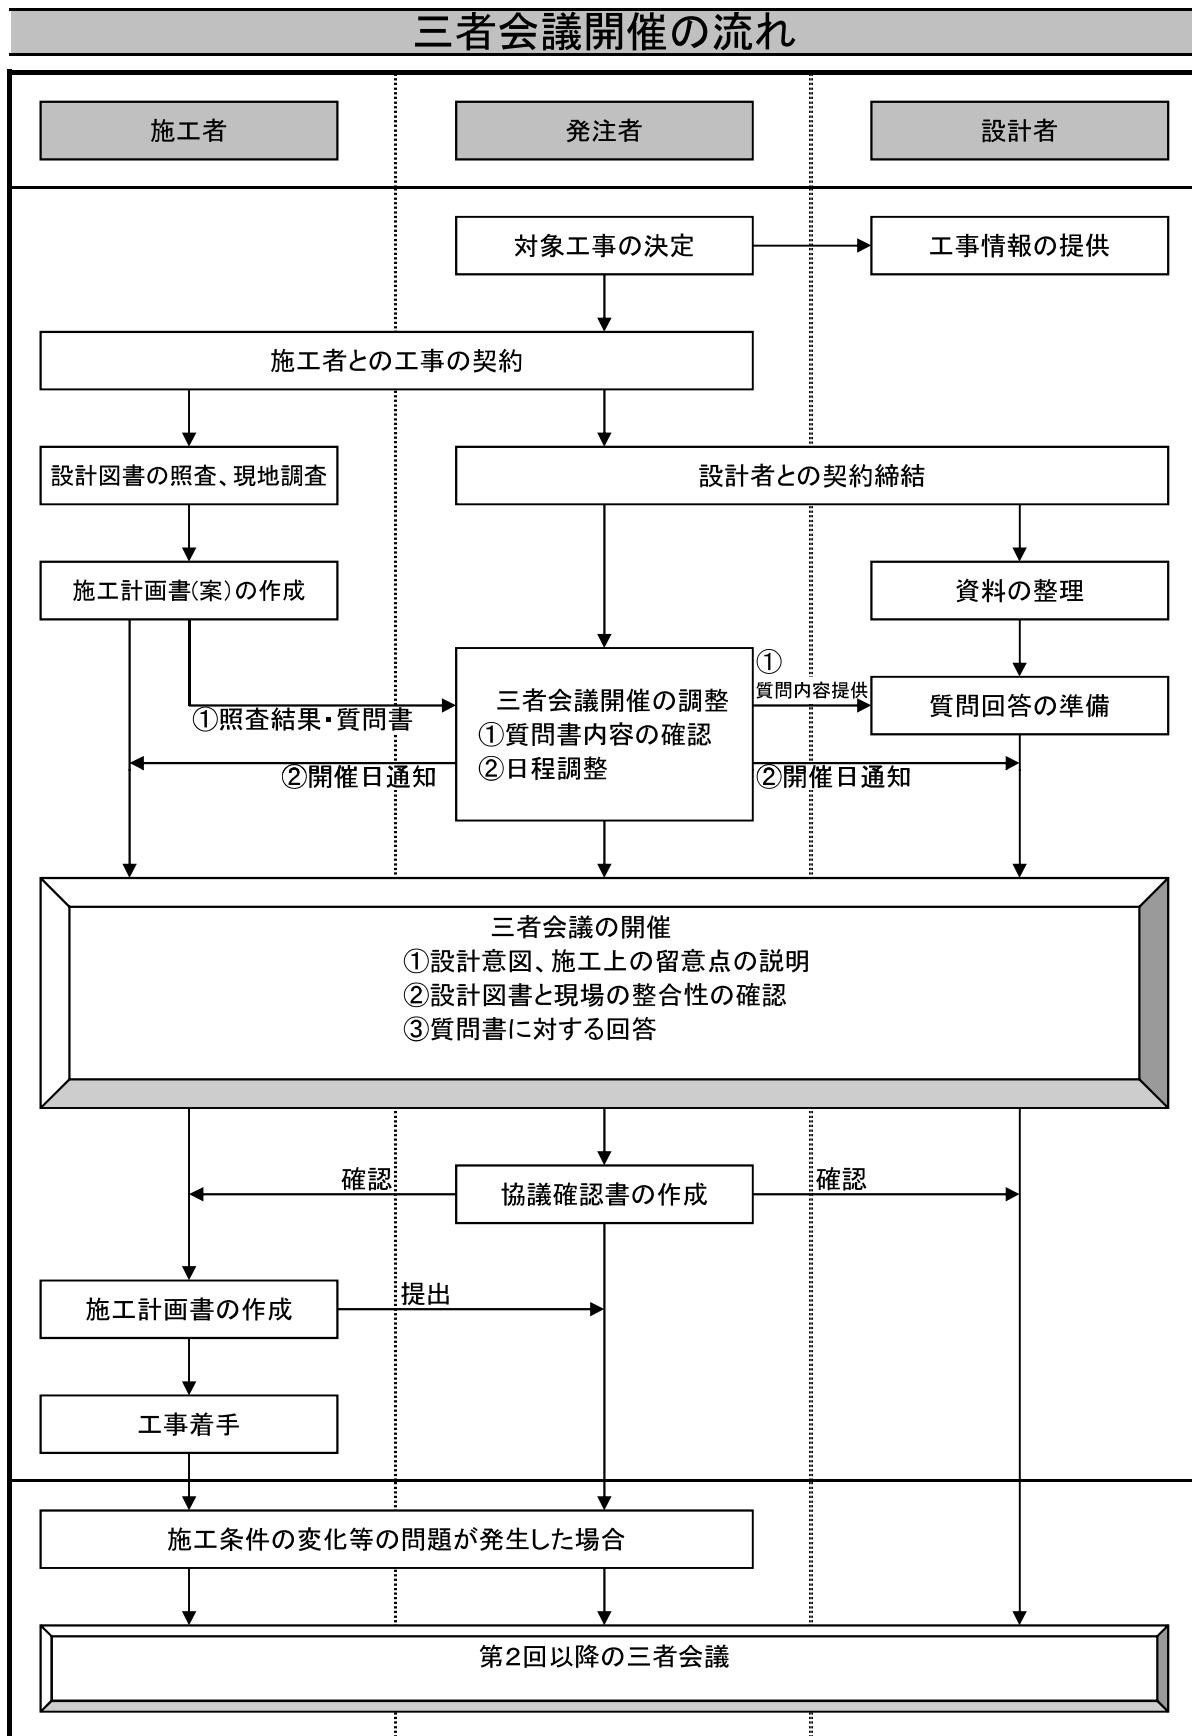 三者会議開催の流れ
施工者
発注者
設計者
対象工事の決定
工事情報の提供
施工者との工事の契約
設計図書の照査、現地調査
設計者との契約締結
施工計画書(案)の作成
資料の整理
①
質問内容提供
三者会議開催の調整
①質問書内容の確認
②日程調整
質問回答の準備
①照査結果・質問書
②開催日通知
②開催日通知
三者会議の開催
①設計意図、施工上の留意点の説明
②設計図書と現場の整合性の確認
③質問書に対する回答
確認
協議確認書の作成
確認
施工計画書の作成
提出
工事着手
施工条件の変化等の問題が発生した場合
第2回以降の三者会議